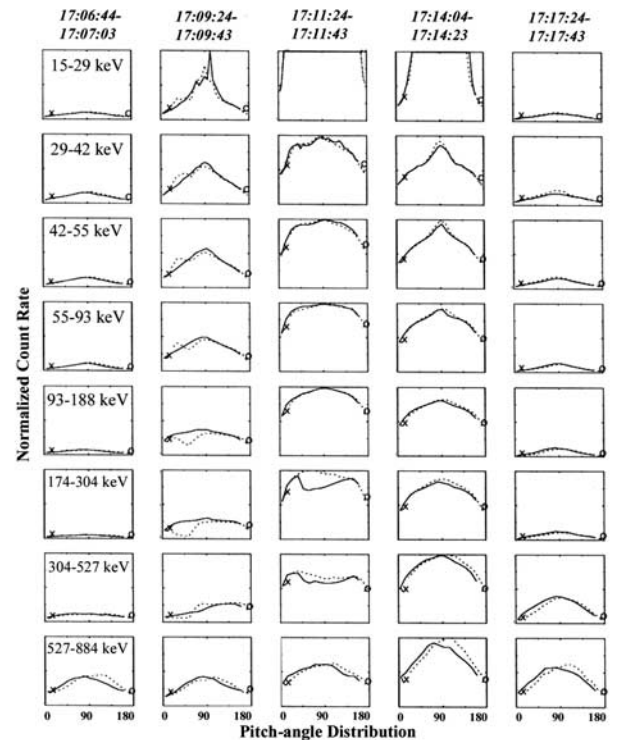 17:06:44- 17:09:24- 17:11:24- 17:14:04- 17:17:24-
17:07:03 17:09:43 17:11:43 17:14:23 17:17:43
15-29 keV
29-42 keV
42-55 keV
55-93 keV
93-188 keV
174-304 keV
304-527 keV
527-884 keV
Normalized Count Rate
0 90 180 0 90 180 0 90 180 0 90 180 0 90 180
Pitch-angle Distribution